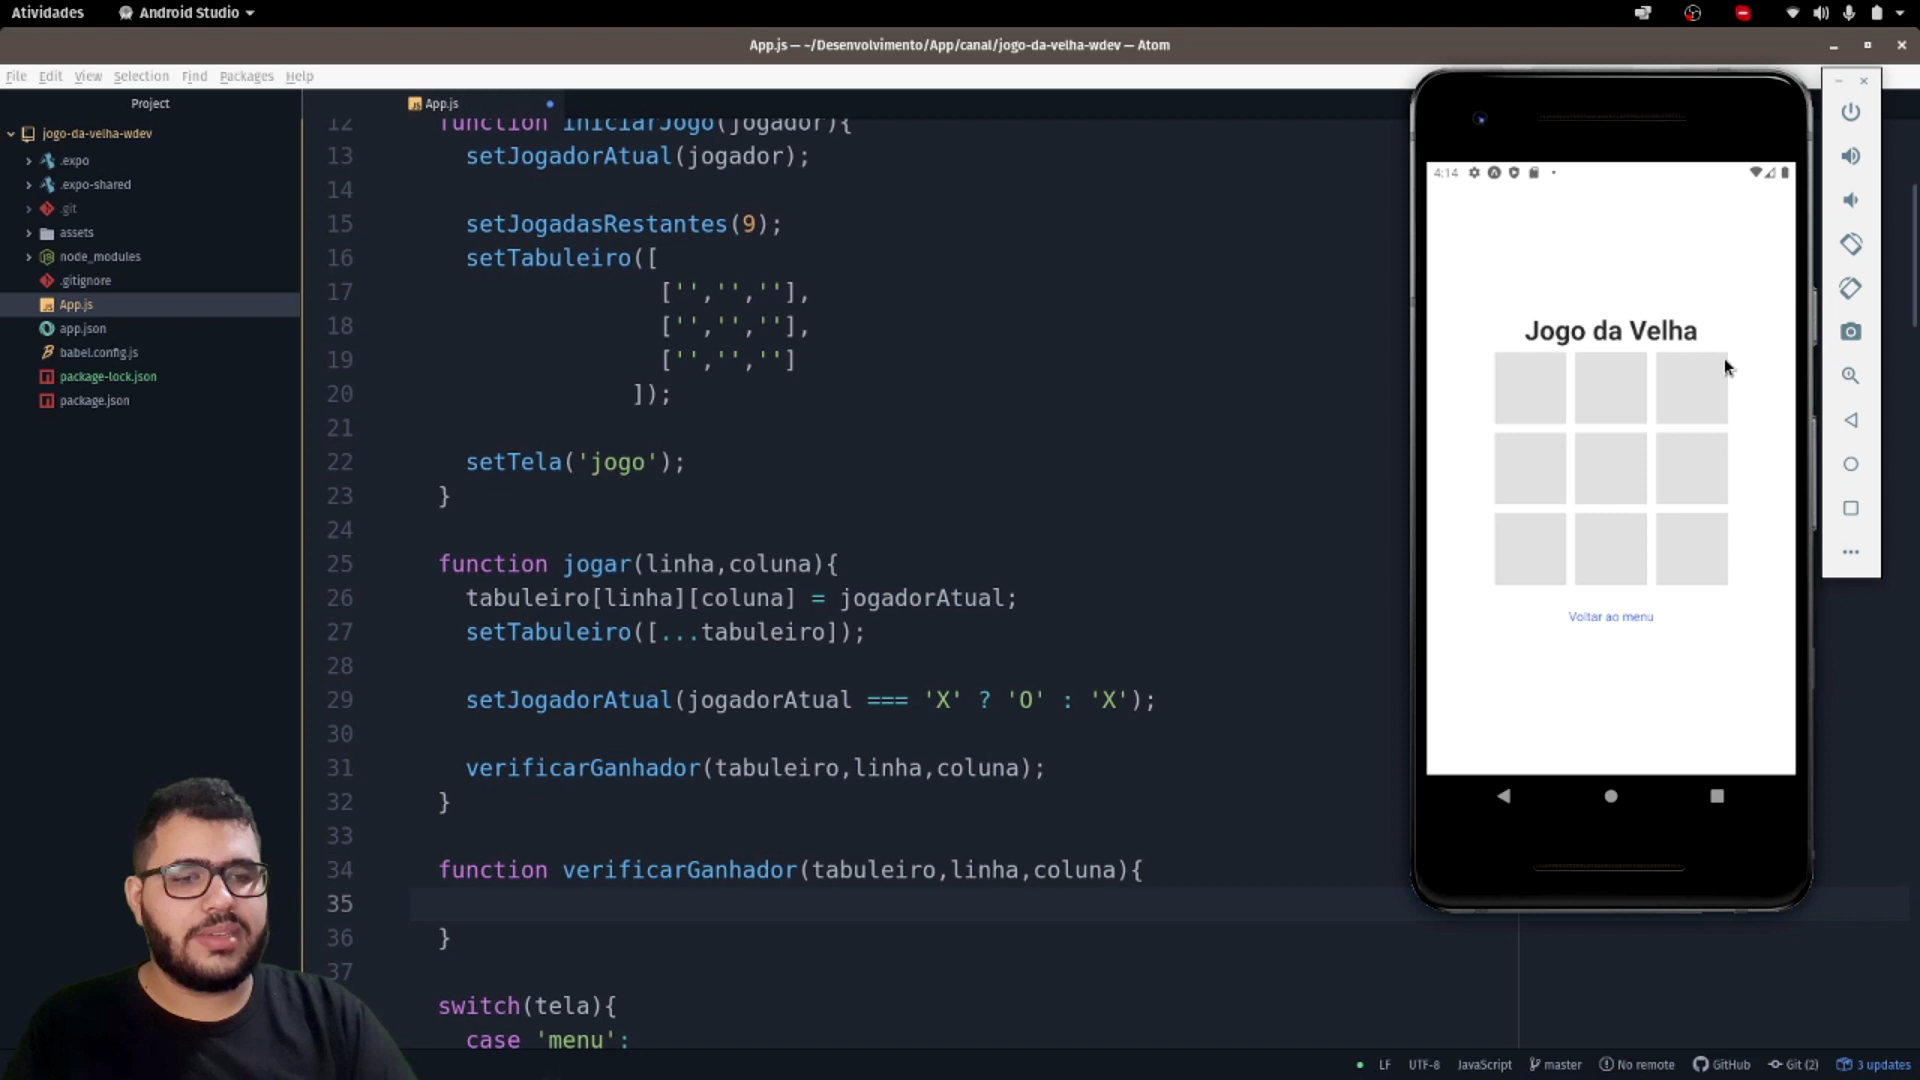 Atividades
Android Studio
App.js — ~/Desenvolvimento/App/canal/jogo-da-velha-wdev — Atom
File Edit View Selection Find Packages Help
Project
jogo-da-velha-wdev
.expo
.expo-shared
.git
assets
node_modules
.gitignore
App.js
app.json
babel.config.js
package-lock.json
package.json
App.js
12 function iniciarJogo(jogador){
13 setJogadorAtual(jogador);
14
15 setJogadasRestantes(9);
16 setTabuleiro([
17 ['','',''],
18 ['','',''],
19 ['','','']
20 ]);
21
22 setTela('jogo');
23 }
24
25 function jogar(linha,coluna){
26 tabuleiro[linha][coluna] = jogadorAtual;
27 setTabuleiro([...tabuleiro]);
28
29 setJogadorAtual(jogadorAtual === 'X' ? 'O' : 'X');
30
31 verificarGanhador(tabuleiro,linha,coluna);
32 }
33
34 function verificarGanhador(tabuleiro,linha,coluna){
35
36 }
37
switch(tela){
case 'menu':
4:14
Jogo da Velha
Voltar ao menu
LF UTF-8 JavaScript master No remote GitHub Git (2) 3 updates